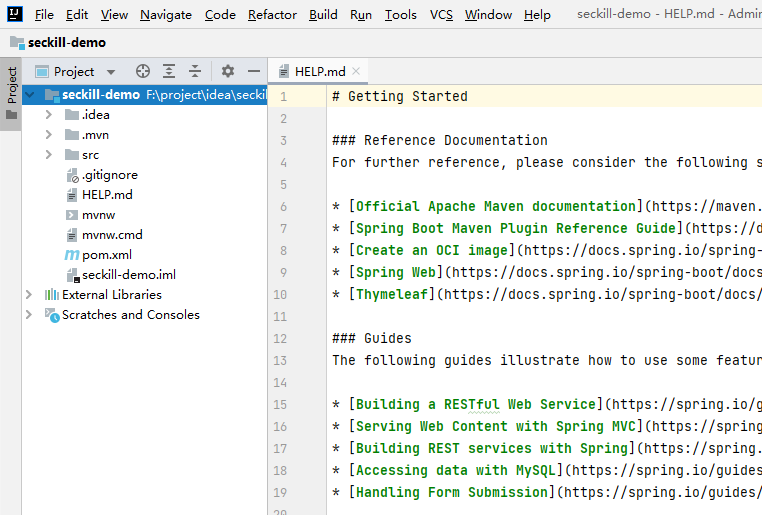 File Edit View Navigate Code Refactor Build Run Tools VCS Window Help seckill-demo - HELP.md - Admin
seckill-demo
Project
Project
HELP.md
seckill-demo F:\project\idea\seckil
.idea
.mvn
src
.gitignore
HELP.md
mvnw
mvnw.cmd
pom.xml
seckill-demo.iml
External Libraries
Scratches and Consoles
1 # Getting Started
2
3 ### Reference Documentation
4 For further reference, please consider the following s
5
6 * [Official Apache Maven documentation](https://maven.
7 * [Spring Boot Maven Plugin Reference Guide](https://d
8 * [Create an OCI image](https://docs.spring.io/spring-
9 * [Spring Web](https://docs.spring.io/spring-boot/docs
10 * [Thymeleaf](https://docs.spring.io/spring-boot/docs/
11
12 ### Guides
13 The following guides illustrate how to use some featur
14
15 * [Building a RESTful Web Service](https://spring.io/g
16 * [Serving Web Content with Spring MVC](https://spring
17 * [Building REST services with Spring](https://spring.
18 * [Accessing data with MySQL](https://spring.io/guides
19 * [Handling Form Submission](https://spring.io/guides/
20